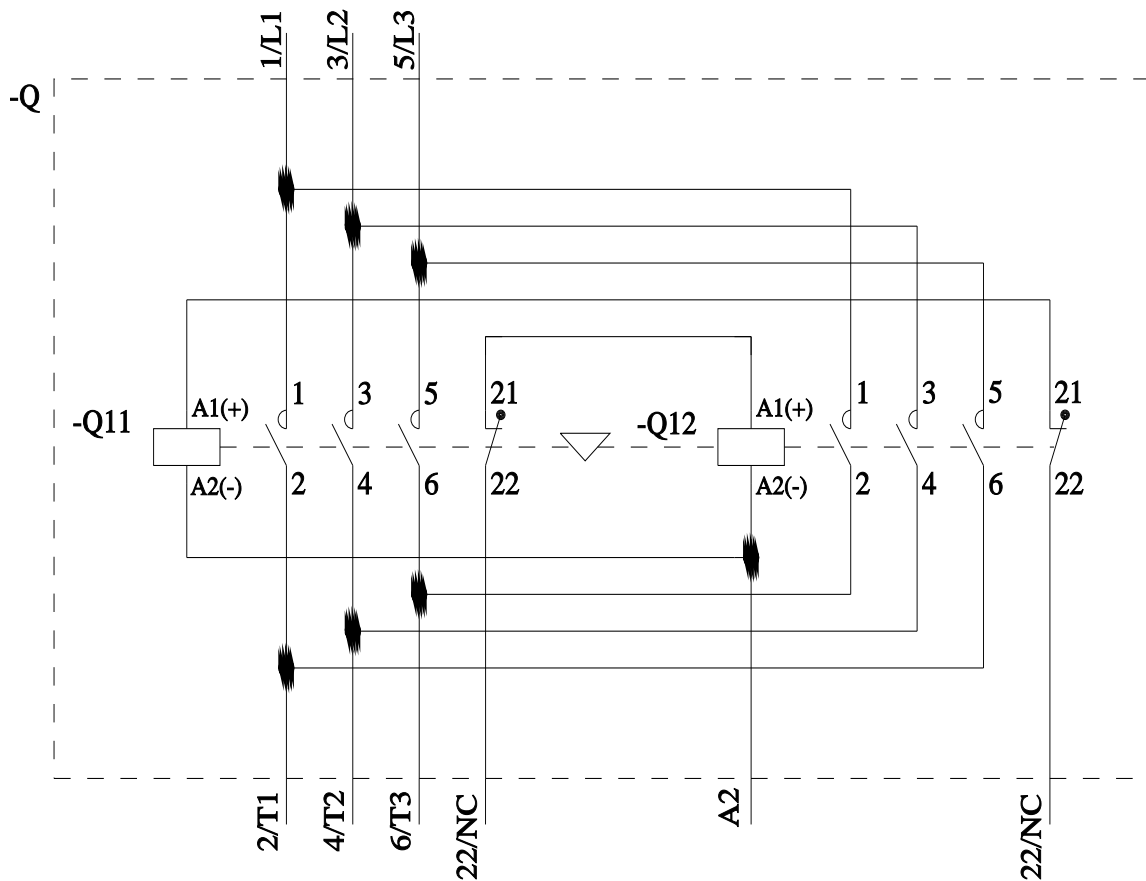 1/L1
3/L2
5/L3
-Q
1
3
5
21
1
3
5
21
A1(+)
A1(+)
-Q11
-Q12
A2(-)
2
4
6
22
A2(-)
2
4
6
22
2/T1
4/T2
6/T3
22/NC
A2
22/NC